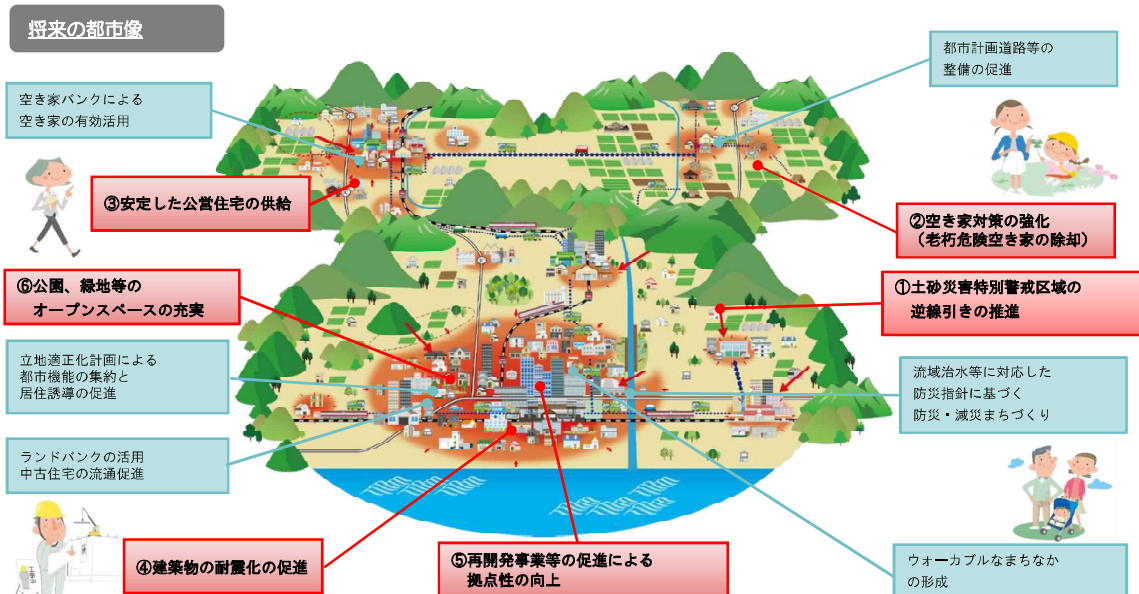 将来の都市像
都市計画道路等の
整備の促進
空き家バンクによる
空き家の有効活用
③安定した公営住宅の供給
②空き家対策の強化
（老朽危険空き家の除却）
⑥公園、緑地等の
オープンスペースの充実
①土砂災害特別警戒区域の
逆線引きの推進
立地適正化計画による
都市機能の集約と
居住誘導の促進
流域治水等に対応した
防災指針に基づく
防災・減災まちづくり
ランドバンクの活用
中古住宅の流通促進
④建築物の耐震化の促進
⑤再開発事業等の促進による
拠点性の向上
ウォーカブルなまちなか
の形成